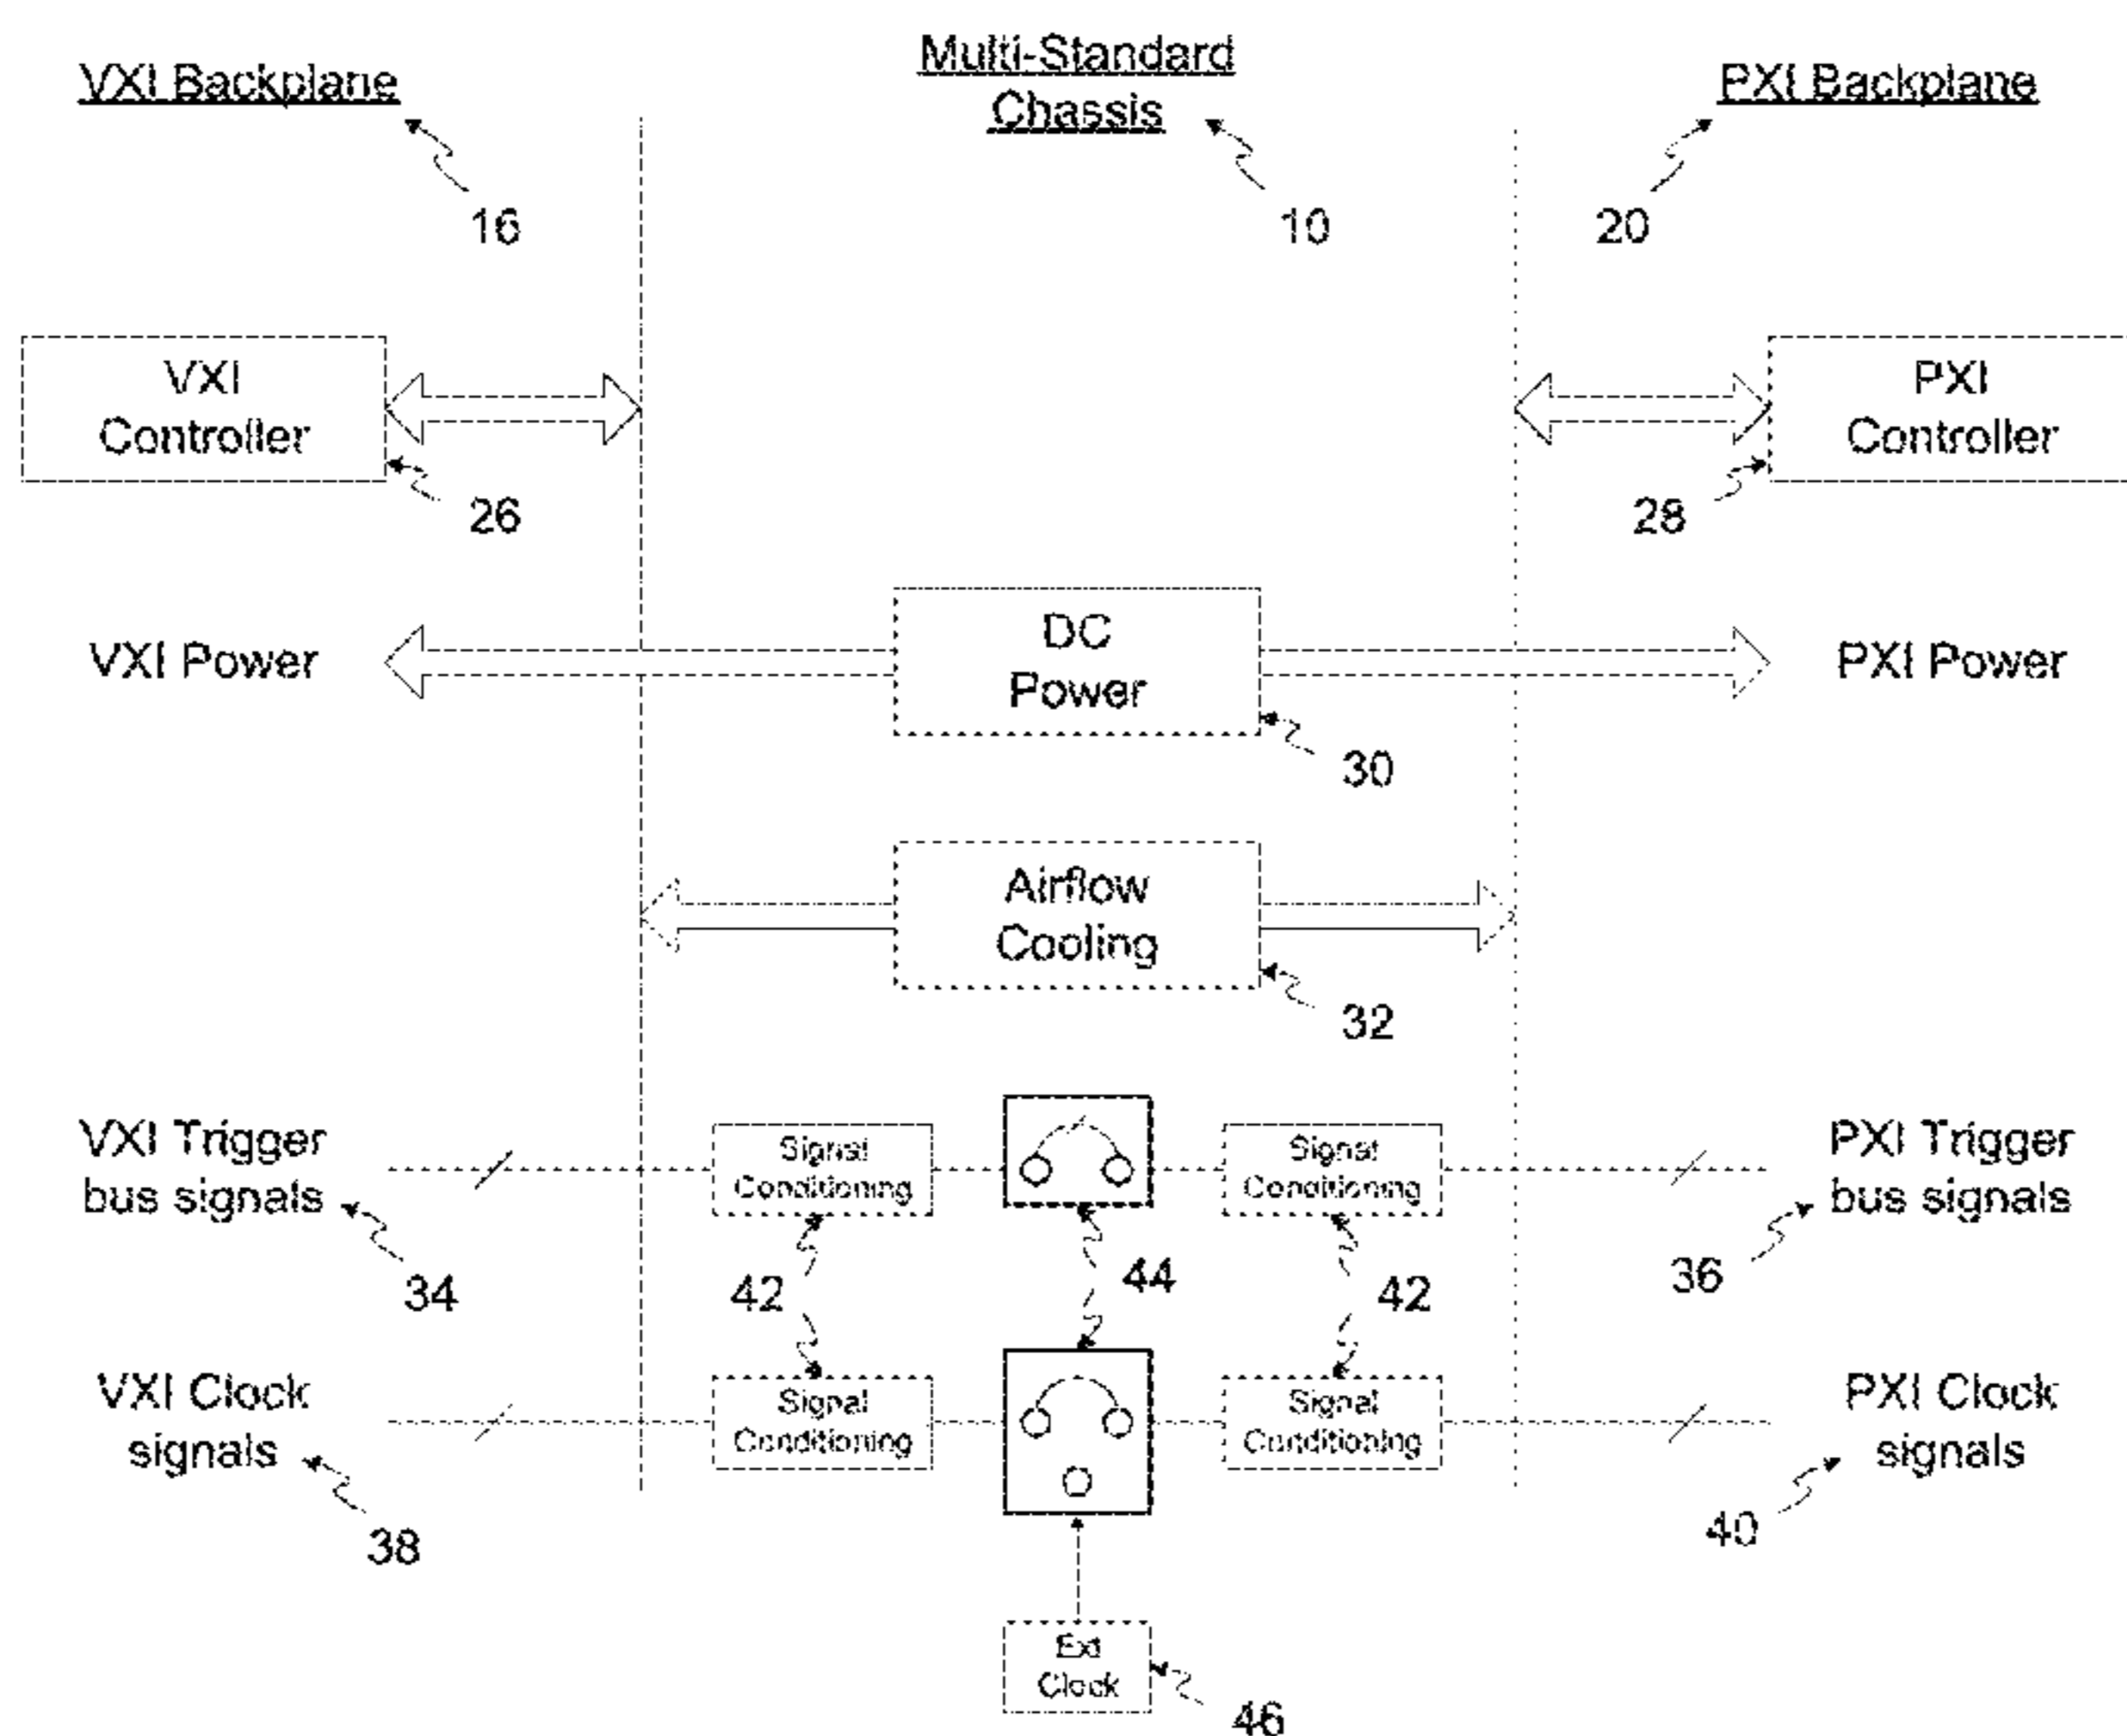 Multi-Standard
Chassis
VXI Backplane
PXI Backplane
16
10
20
VXI
Controller
PXI
Controller
26
28
VXI Power
DC
Power
PXI Power
30
Airflow
Cooling
32
VXI Trigger
bus signals
Signal
Conditioning
Signal
Conditioning
PXI Trigger
bus signals
34
42
44
42
36
VXI Clock
signals
Signal
Conditioning
Signal
Conditioning
PXI Clock
signals
38
40
Ext
Clock
46